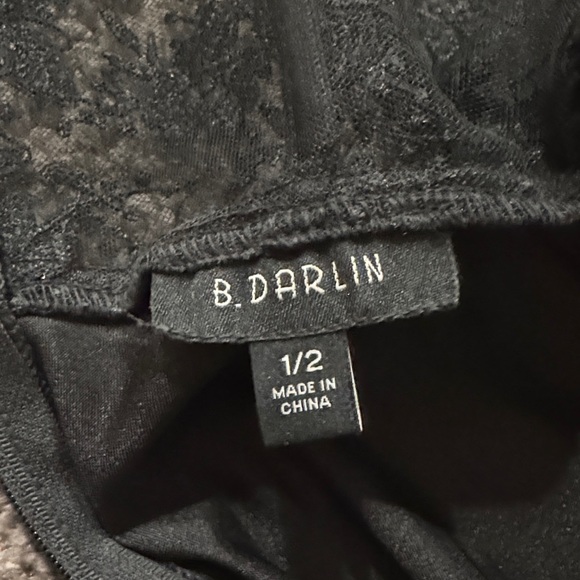 B. DARLIN
1/2
MADE IN
CHINA